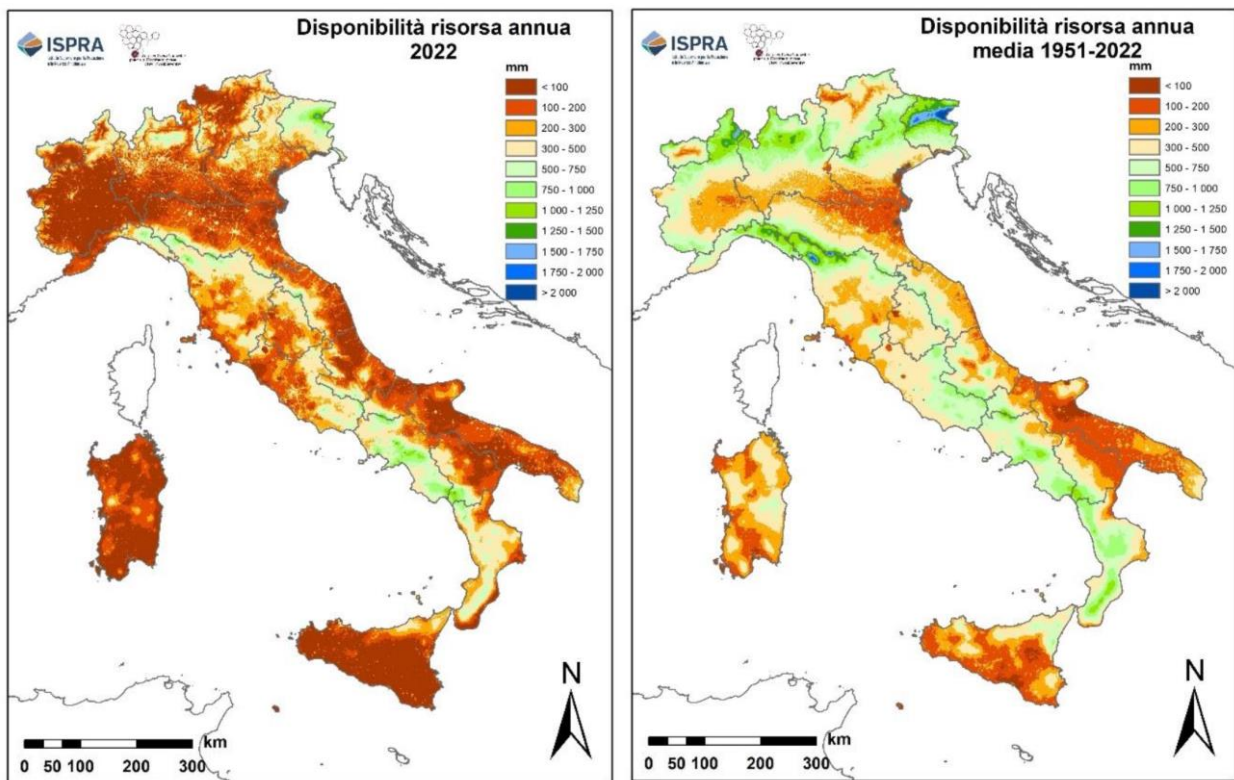 ISPRA
Disponibilità risorsa annua
2022
mm
< 100
100 - 200
200 - 300
300 - 500
500 - 750
750 - 1 000
1 000 - 1 250
1 250 - 1 500
1 500 - 1 750
1 750 - 2 000
> 2 000
N
km
0 50 100 200 300
ISPRA
Disponibilità risorsa annua
media 1951-2022
mm
< 100
100 - 200
200 - 300
300 - 500
500 - 750
750 - 1 000
1 000 - 1 250
1 250 - 1 500
1 500 - 1 750
1 750 - 2 000
> 2 000
N
km
0 50 100 200 300